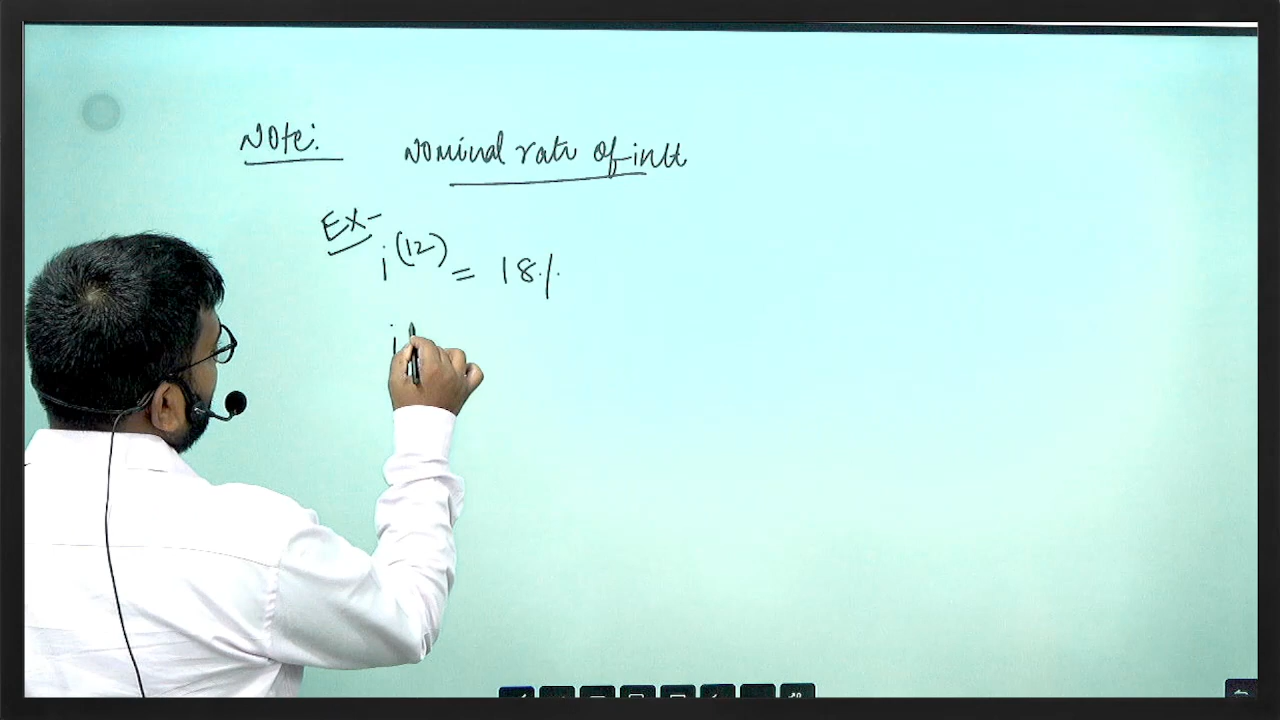 Note: Nominal rate of intt
Ex-
i(12) = 18%
i